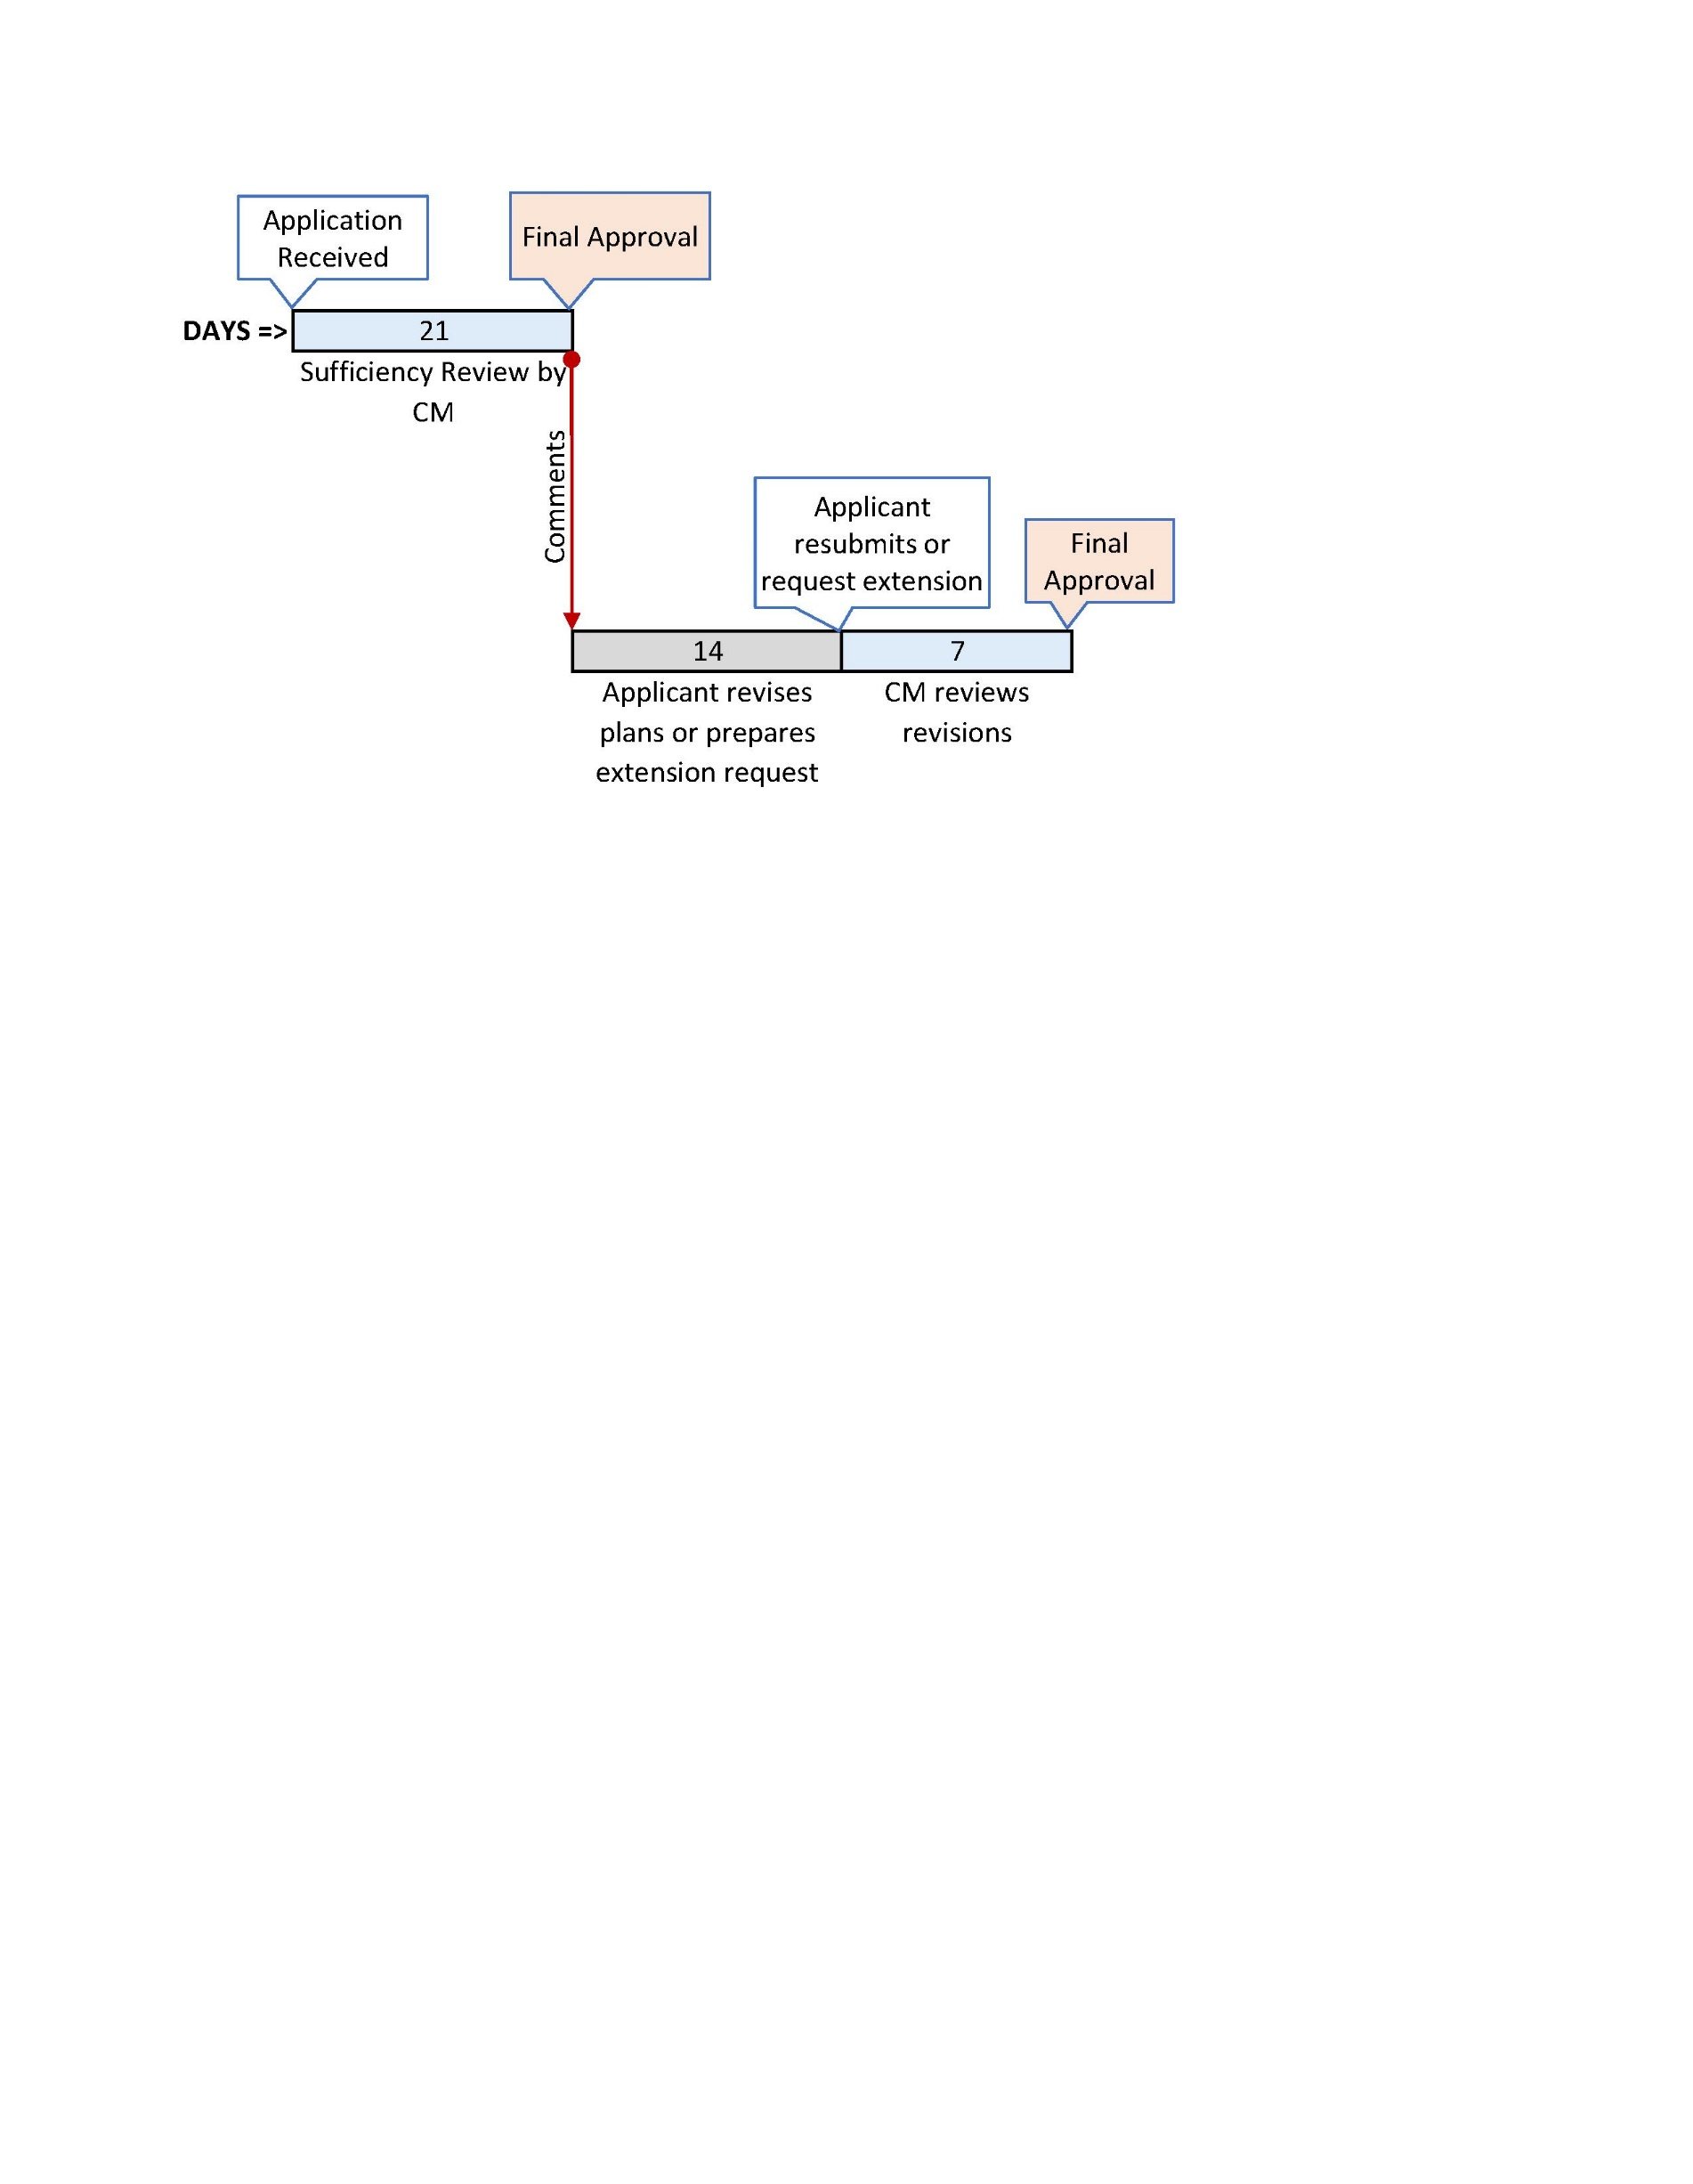 Application
Received
Final Approval
DAYS =>
21
Sufficiency Review by
CM
Comments
Applicant
resubmits or
request extension
Final
Approval
14
7
Applicant revises
plans or prepares
extension request
CM reviews
revisions